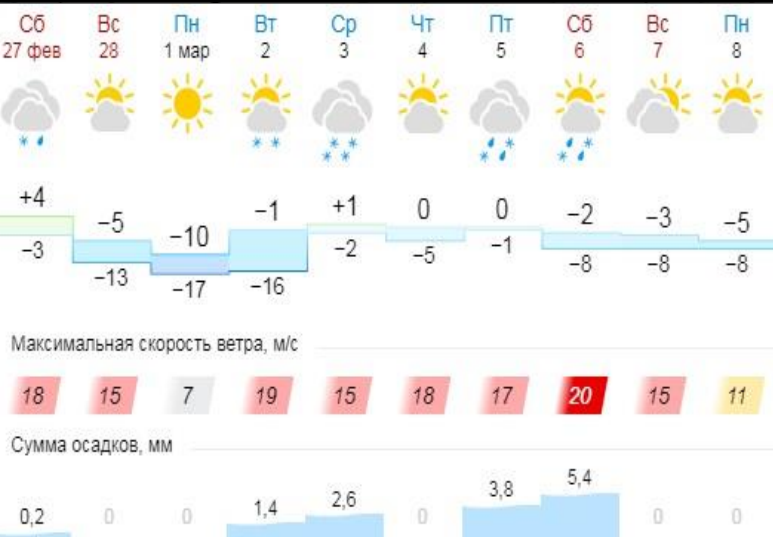 Сб Вс Пн Вт Ср Чт Пт Сб Вс Пн
27 фев 28 1 мар 2 3 4 5 6 7 8
+4 −5 −10 −1 +1 0 0 −2 −3 −5
−3 −13 −17 −16 −2 −5 −1 −8 −8 −8
Максимальная скорость ветра, м/с
18 15 7 19 15 18 17 20 15 11
Сумма осадков, мм
0,2 0 0 1,4 2,6 0 3,8 5,4 0 0